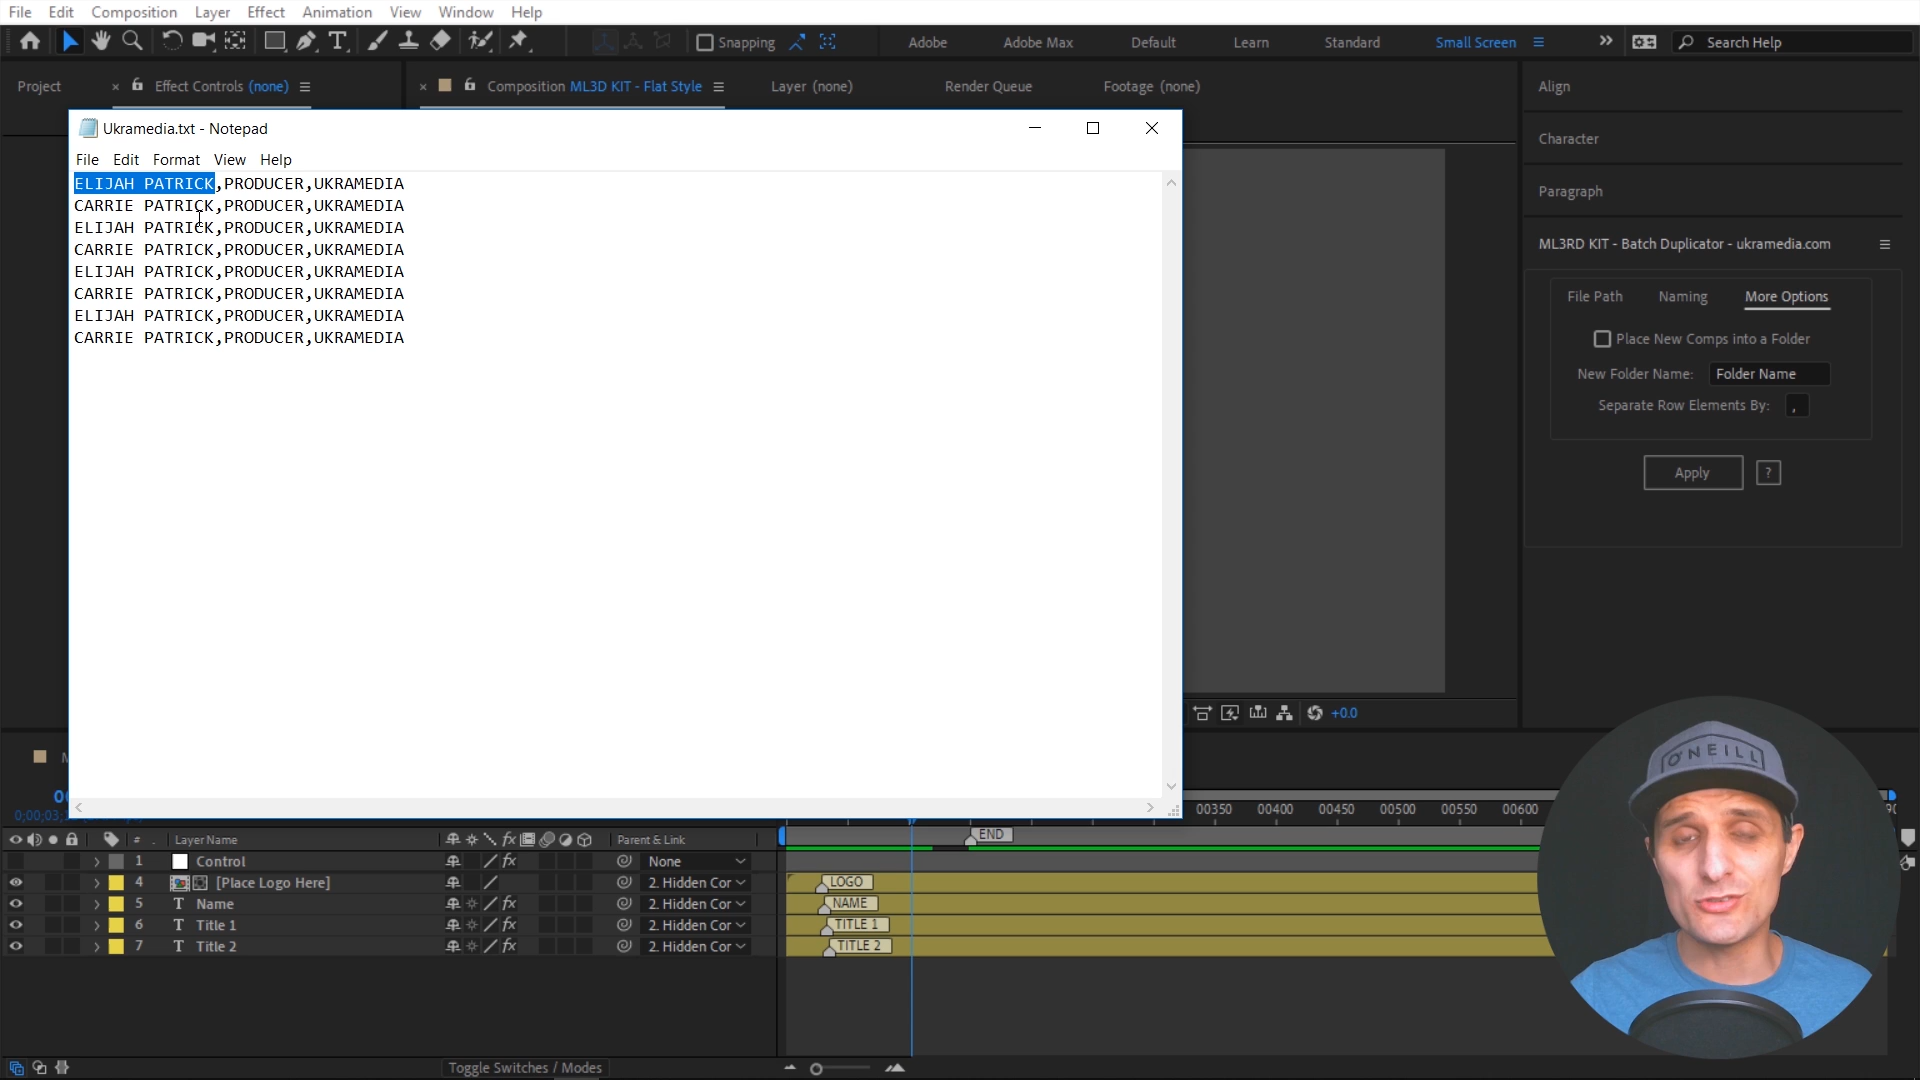 File Edit Composition Layer Effect Animation View Window Help
Snapping Adobe Adobe Max Default Learn Standard Small Screen Search Help
Project × Effect Controls (none) × Composition ML3D KIT - Flat Style Layer (none) Render Queue Footage (none)
Align
Character
Paragraph
ML3RD KIT - Batch Duplicator - ukramedia.com
File Path Naming More Options
Place New Comps into a Folder
New Folder Name: Folder Name
Separate Row Elements By: ,
Apply ?
Ukramedia.txt - Notepad
File Edit Format View Help
ELIJAH PATRICK,PRODUCER,UKRAMEDIA
CARRIE PATRICK,PRODUCER,UKRAMEDIA
ELIJAH PATRICK,PRODUCER,UKRAMEDIA
CARRIE PATRICK,PRODUCER,UKRAMEDIA
ELIJAH PATRICK,PRODUCER,UKRAMEDIA
CARRIE PATRICK,PRODUCER,UKRAMEDIA
ELIJAH PATRICK,PRODUCER,UKRAMEDIA
CARRIE PATRICK,PRODUCER,UKRAMEDIA
+0.0
00350 00400 00450 00500 00550 00600
# Layer Name Parent & Link END
1 Control None
4 [Place Logo Here] 2. Hidden Cor LOGO
5 T Name 2. Hidden Cor NAME
6 T Title 1 2. Hidden Cor TITLE 1
7 T Title 2 2. Hidden Cor TITLE 2
Toggle Switches / Modes
O'NEILL